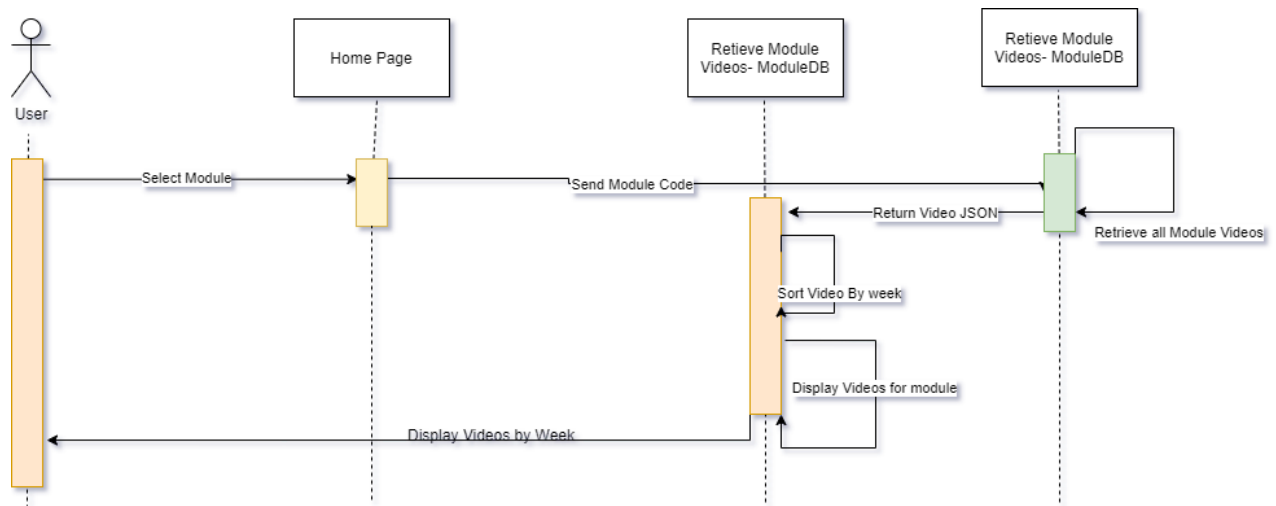 User
Home Page
Retieve Module
Videos- ModuleDB
Retieve Module
Videos- ModuleDB
Select Module
Send Module Code
Return Video JSON
Retrieve all Module Videos
Sort Video By week
Display Videos for module
Display Videos by Week